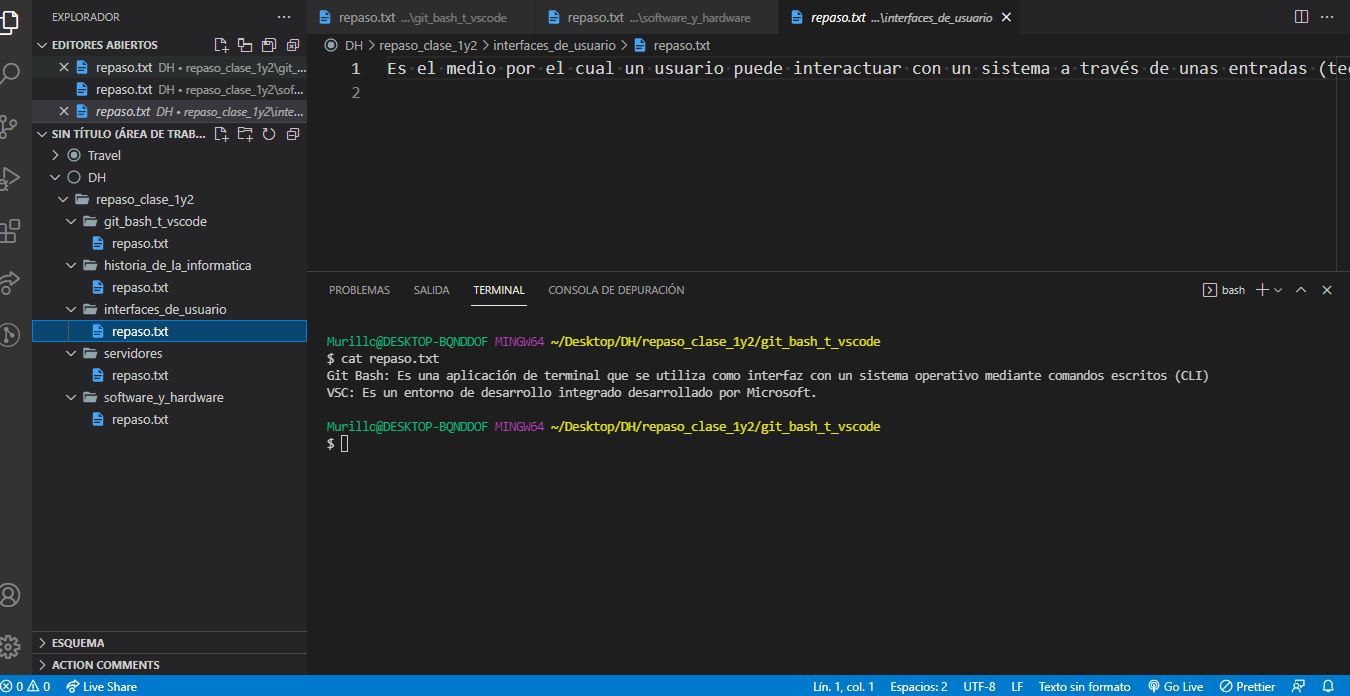 EXPLORADOR
EDITORES ABIERTOS
repaso.txt DH • repaso_clase_1y2\git_...
repaso.txt DH • repaso_clase_1y2\sof...
repaso.txt DH • repaso_clase_1y2\inte...
SIN TÍTULO (ÁREA DE TRAB...
Travel
DH
repaso_clase_1y2
git_bash_t_vscode
repaso.txt
historia_de_la_informatica
repaso.txt
interfaces_de_usuario
repaso.txt
servidores
repaso.txt
software_y_hardware
repaso.txt
ESQUEMA
ACTION COMMENTS
repaso.txt ...\git_bash_t_vscode
repaso.txt ...\software_y_hardware
repaso.txt ...\interfaces_de_usuario
DH > repaso_clase_1y2 > interfaces_de_usuario > repaso.txt
1 Es el medio por el cual un usuario puede interactuar con un sistema a través de unas entradas (tec
2
PROBLEMAS SALIDA TERMINAL CONSOLA DE DEPURACIÓN
bash
Murillc@DESKTOP-BQNDDOF MINGW64 ~/Desktop/DH/repaso_clase_1y2/git_bash_t_vscode
$ cat repaso.txt
Git Bash: Es una aplicación de terminal que se utiliza como interfaz con un sistema operativo mediante comandos escritos (CLI)
VSC: Es un entorno de desarrollo integrado desarrollado por Microsoft.
Murillc@DESKTOP-BQNDDOF MINGW64 ~/Desktop/DH/repaso_clase_1y2/git_bash_t_vscode
$
0 0 Live Share
Lín. 1, col. 1 Espacios: 2 UTF-8 LF Texto sin formato Go Live Prettier